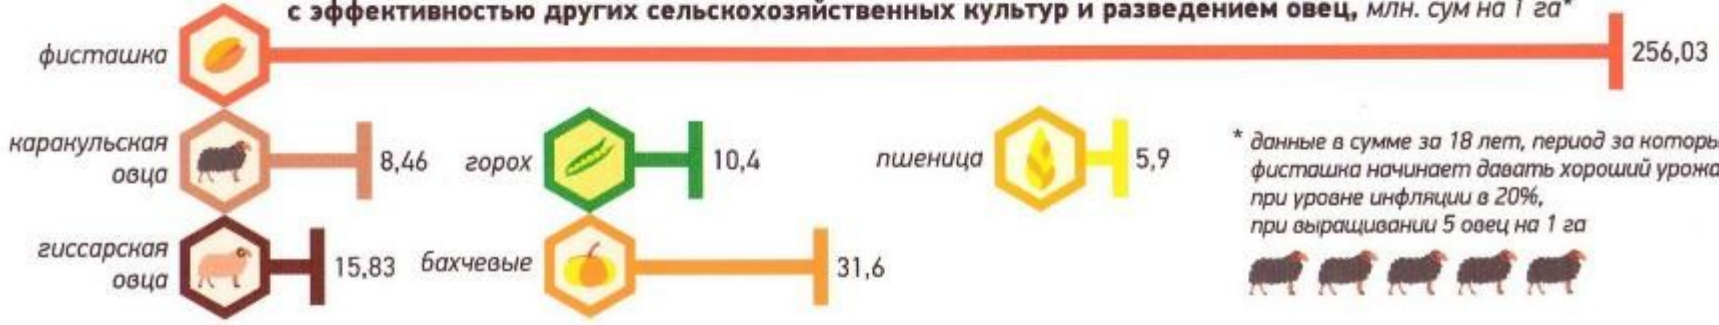 с эффективностью других сельскохозяйственных культур и разведением овец, млн. сум на 1 га*
фисташка
256,03
каракульская
овца
8,46
горох
10,4
пшеница
5,9
гиссарская
овца
15,83
бахчевые
31,6
* данные в сумме за 18 лет, период за которы
фисташка начинает давать хороший урожа
при уровне инфляции в 20%,
при выращивании 5 овец на 1 га